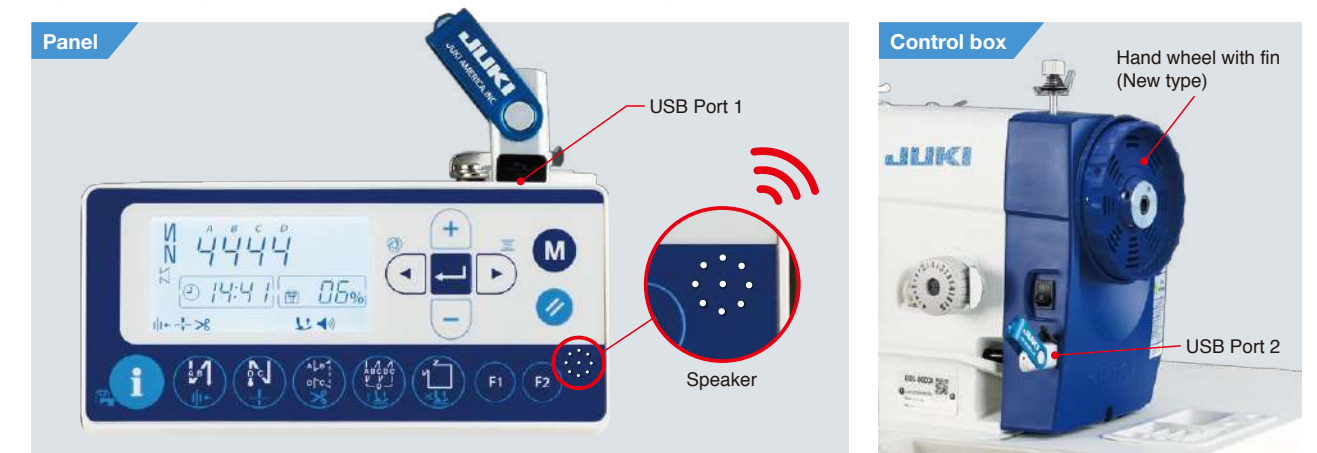 Panel
JUKI
JUKI AMERICA, INC
USB Port 1
A B C D
4444
14:41
06%
M
i
A B
D C
F1
F2
Speaker
Control box
Hand wheel with fin
(New type)
JUKI
JUKI
USB Port 2